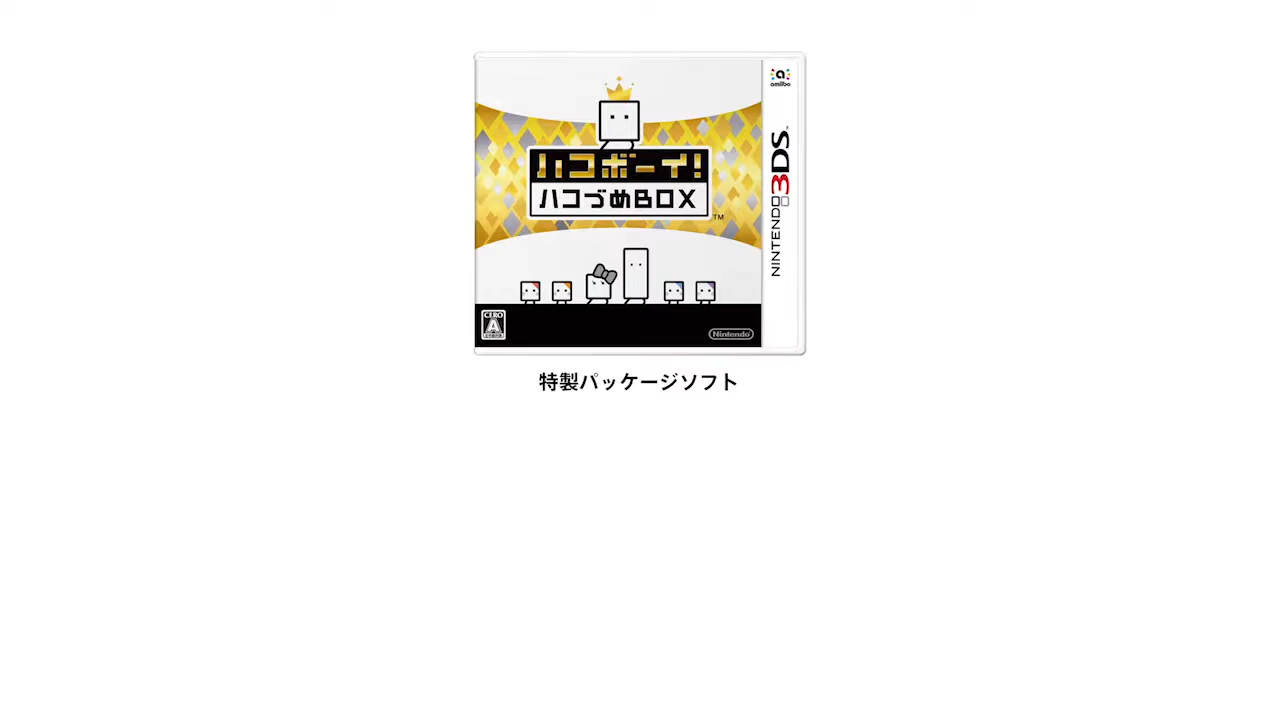 amiibo
NINTENDO 3DS
ハコボーイ!
ハコづめBOX
TM
CERO
A
Nintendo
特製パッケージソフト